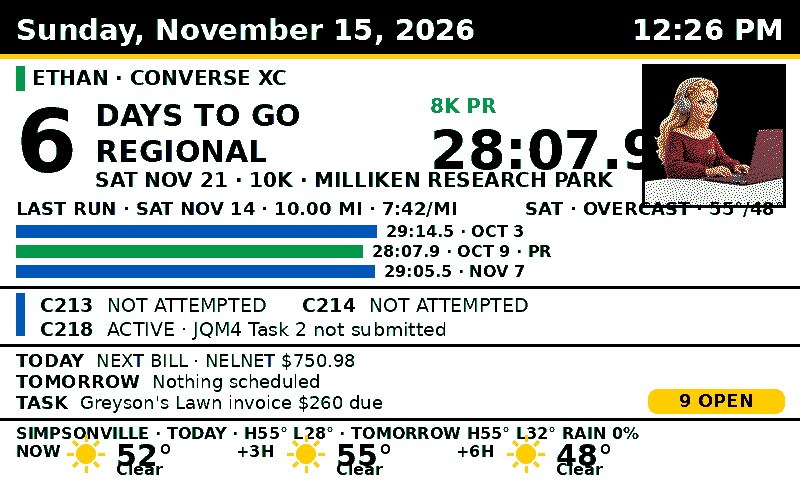 Sunday, November 15, 2026 12:26 PM
ETHAN · CONVERSE XC
6 DAYS TO GO
REGIONAL
8K PR
28:07.9
SAT NOV 21 · 10K · MILLIKEN RESEARCH PARK
LAST RUN · SAT NOV 14 · 10.00 MI · 7:42/MI SAT · OVERCAST · 55°/48°
29:14.5 · OCT 3
28:07.9 · OCT 9 · PR
29:05.5 · NOV 7
C213 NOT ATTEMPTED C214 NOT ATTEMPTED
C218 ACTIVE · JQM4 Task 2 not submitted
TODAY NEXT BILL · NELNET $750.98
TOMORROW Nothing scheduled
TASK Greyson's Lawn invoice $260 due
9 OPEN
SIMPSONVILLE · TODAY · H55° L28° · TOMORROW H55° L32° RAIN 0%
NOW 52° +3H 55° +6H 48°
Clear Clear Clear